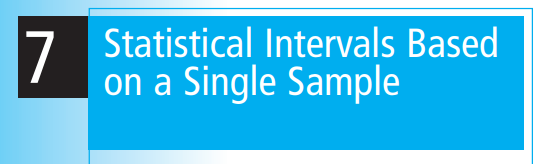 7
Statistical Intervals Based
on a Single Sample